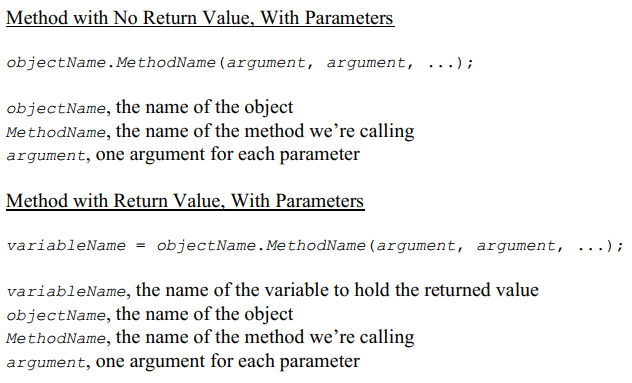 Method with No Return Value, With Parameters
objectName.MethodName(argument, argument, ...);
objectName, the name of the object
MethodName, the name of the method we’re calling
argument, one argument for each parameter
Method with Return Value, With Parameters
variableName = objectName.MethodName(argument, argument, ...);
variableName, the name of the variable to hold the returned value
objectName, the name of the object
MethodName, the name of the method we’re calling
argument, one argument for each parameter